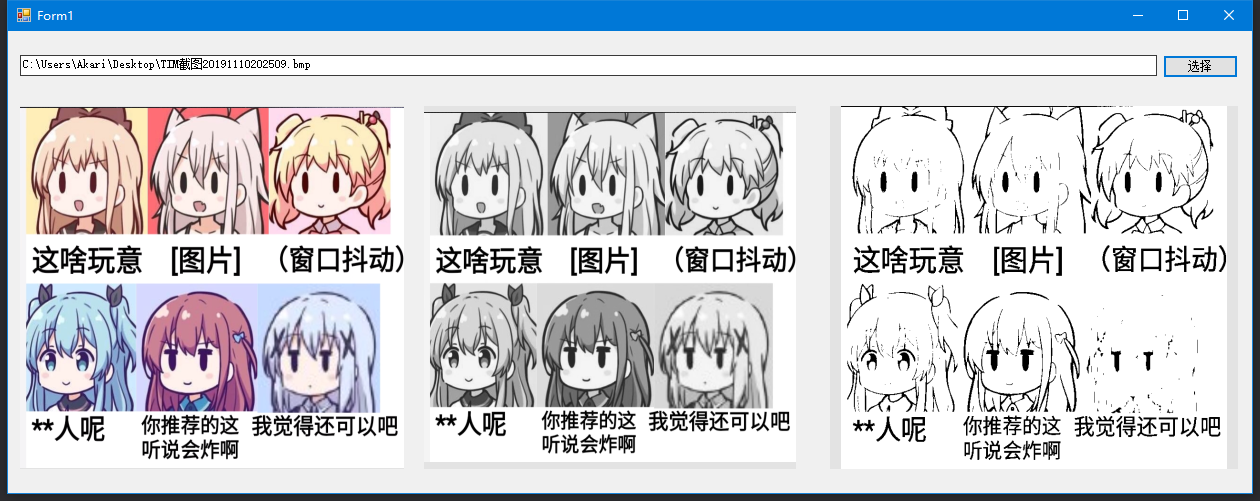 Form1
C:\Users\Akari\Desktop\TIM截图20191110202509.bmp
选择
这啥玩意 [图片] （窗口抖动）
**人呢 你推荐的这 我觉得还可以吧
听说会炸啊
这啥玩意 [图片] （窗口抖动）
**人呢 你推荐的这 我觉得还可以吧
听说会炸啊
这啥玩意 [图片] （窗口抖动）
**人呢 你推荐的这 我觉得还可以吧
听说会炸啊